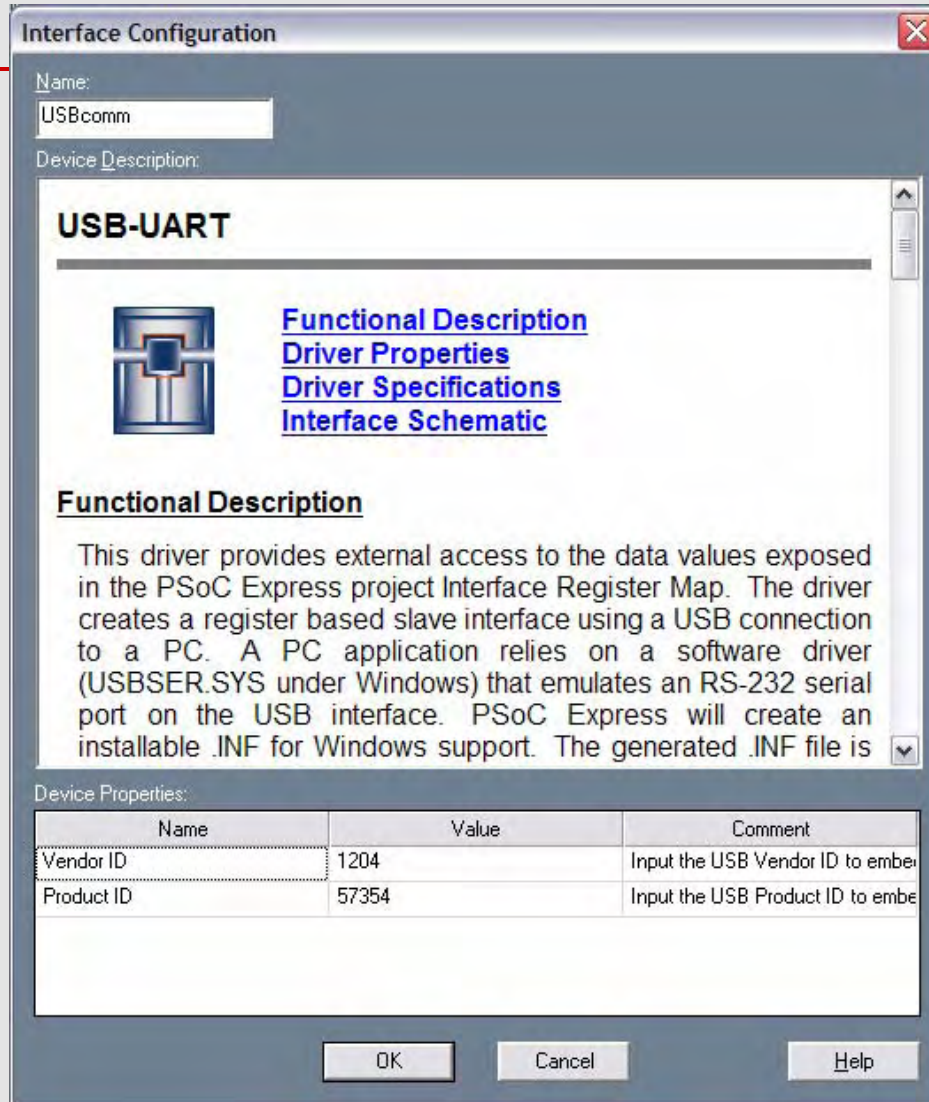 Interface Configuration
Name:
USBcomm
Device Description:
USB-UART
Functional Description
Driver Properties
Driver Specifications
Interface Schematic
Functional Description
This driver provides external access to the data values exposed
in the PSoC Express project Interface Register Map. The driver
creates a register based slave interface using a USB connection
to a PC. A PC application relies on a software driver
(USBSER.SYS under Windows) that emulates an RS-232 serial
port on the USB interface. PSoC Express will create an
installable .INF for Windows support. The generated .INF file is
Device Properties:
Name Value Comment
Vendor ID 1204 Input the USB Vendor ID to embe
Product ID 57354 Input the USB Product ID to embe
OK Cancel Help